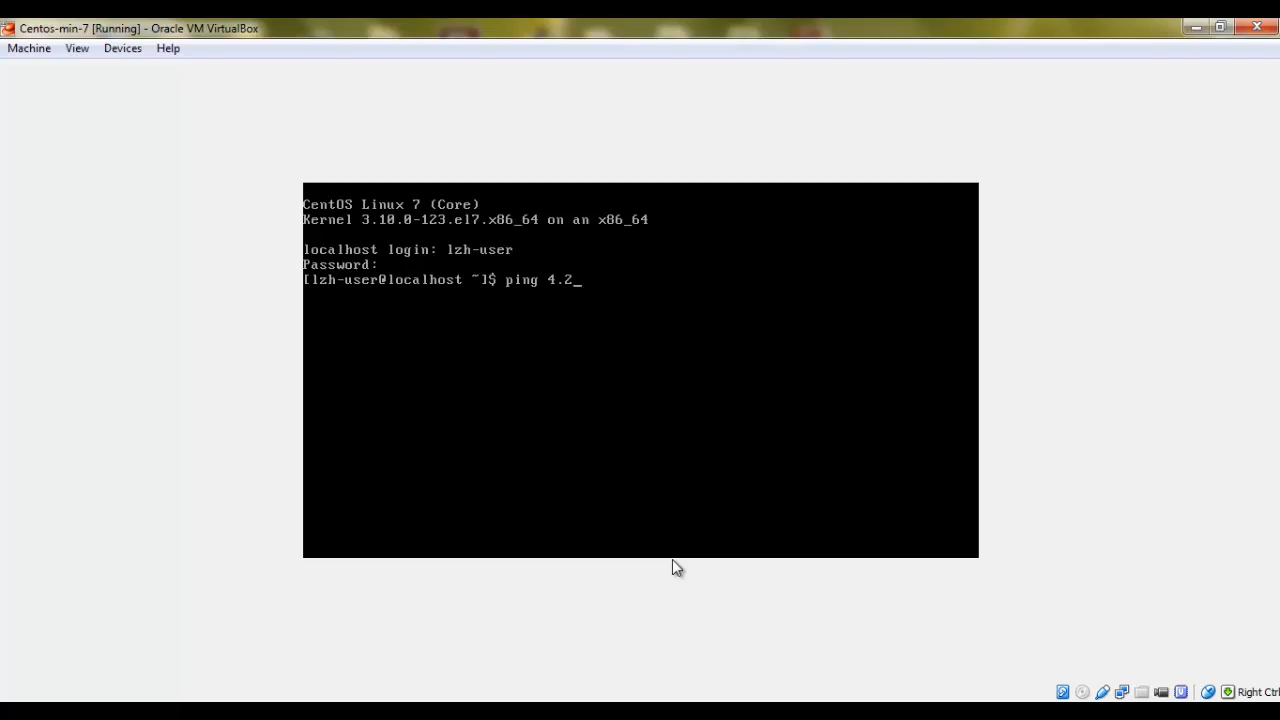 Centos-min-7 [Running] - Oracle VM VirtualBox
Machine View Devices Help
CentOS Linux 7 (Core)
Kernel 3.10.0-123.el7.x86_64 on an x86_64
localhost login: lzh-user
Password:
[lzh-user@localhost ~]$ ping 4.2_
Right Ctrl